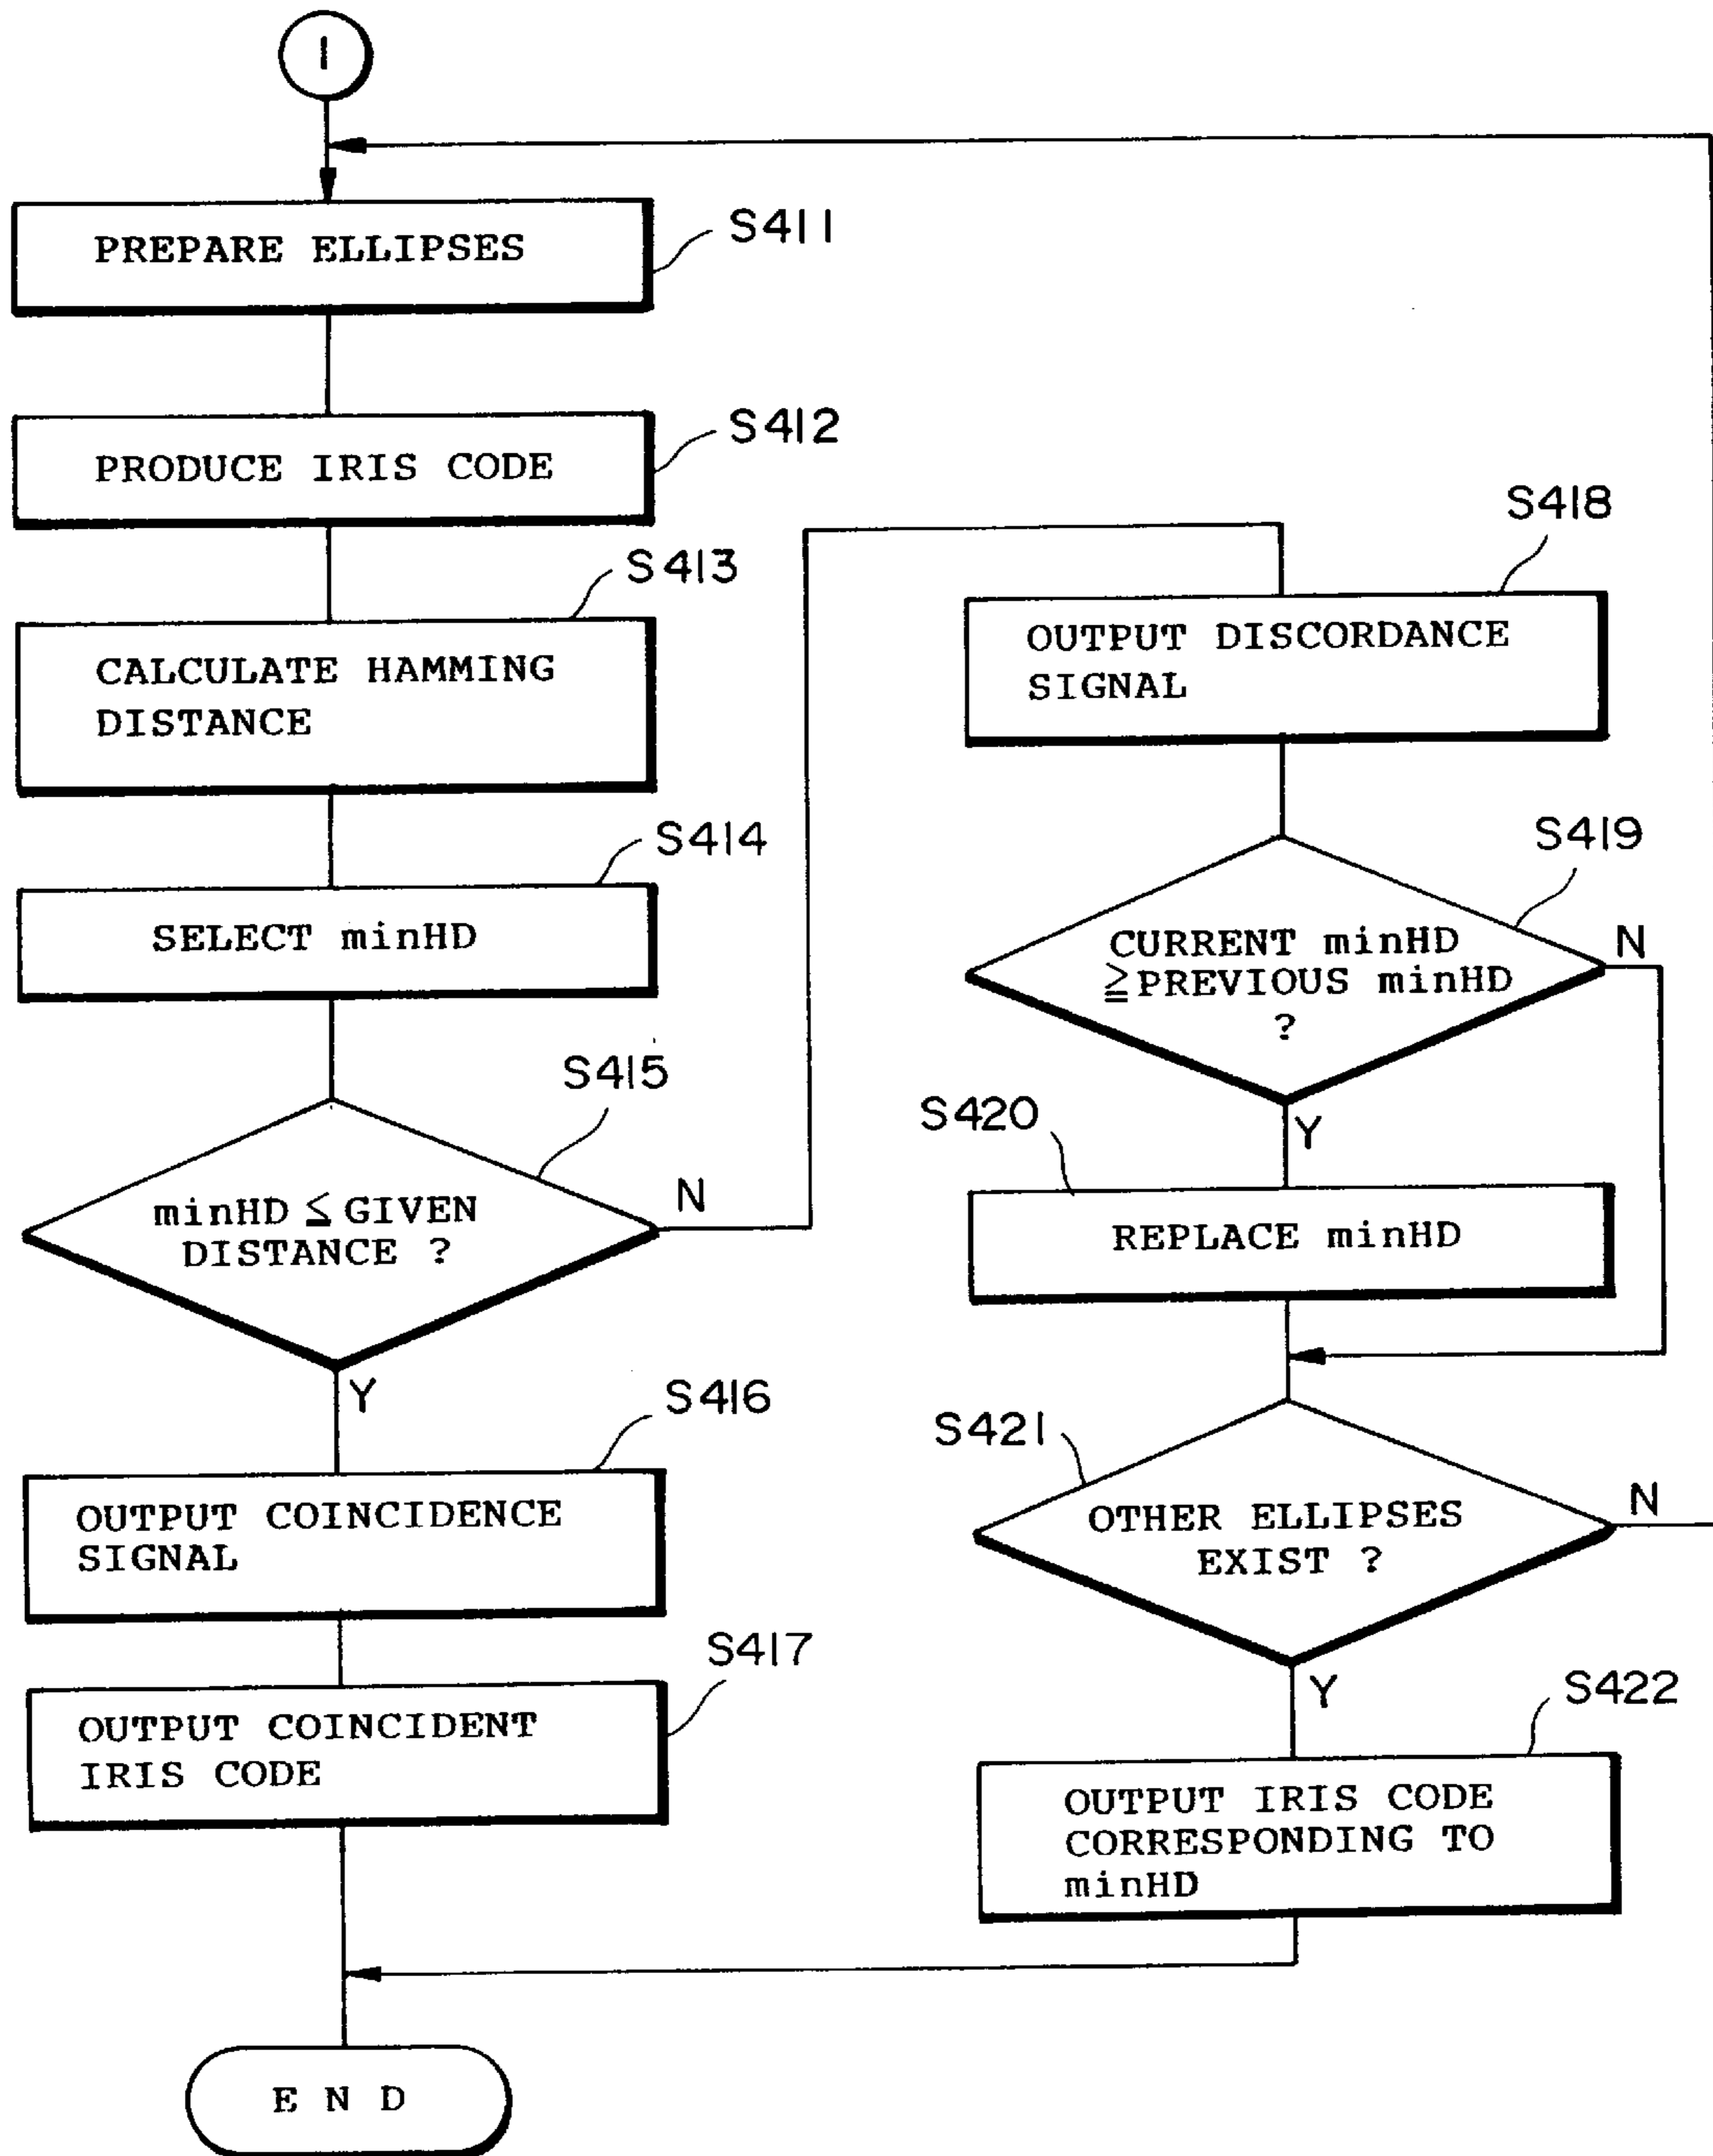 1
PREPARE ELLIPSES
S411
PRODUCE IRIS CODE
S412
CALCULATE HAMMING
DISTANCE
S413
SELECT minHD
S414
minHD ≦ GIVEN
DISTANCE ?
S415
N
Y
OUTPUT COINCIDENCE
SIGNAL
S416
OUTPUT COINCIDENT
IRIS CODE
S417
OUTPUT DISCORDANCE
SIGNAL
S418
CURRENT minHD
≧PREVIOUS minHD
?
S419
N
Y
REPLACE minHD
S420
OTHER ELLIPSES
EXIST ?
S421
N
Y
OUTPUT IRIS CODE
CORRESPONDING TO
minHD
S422
E N D